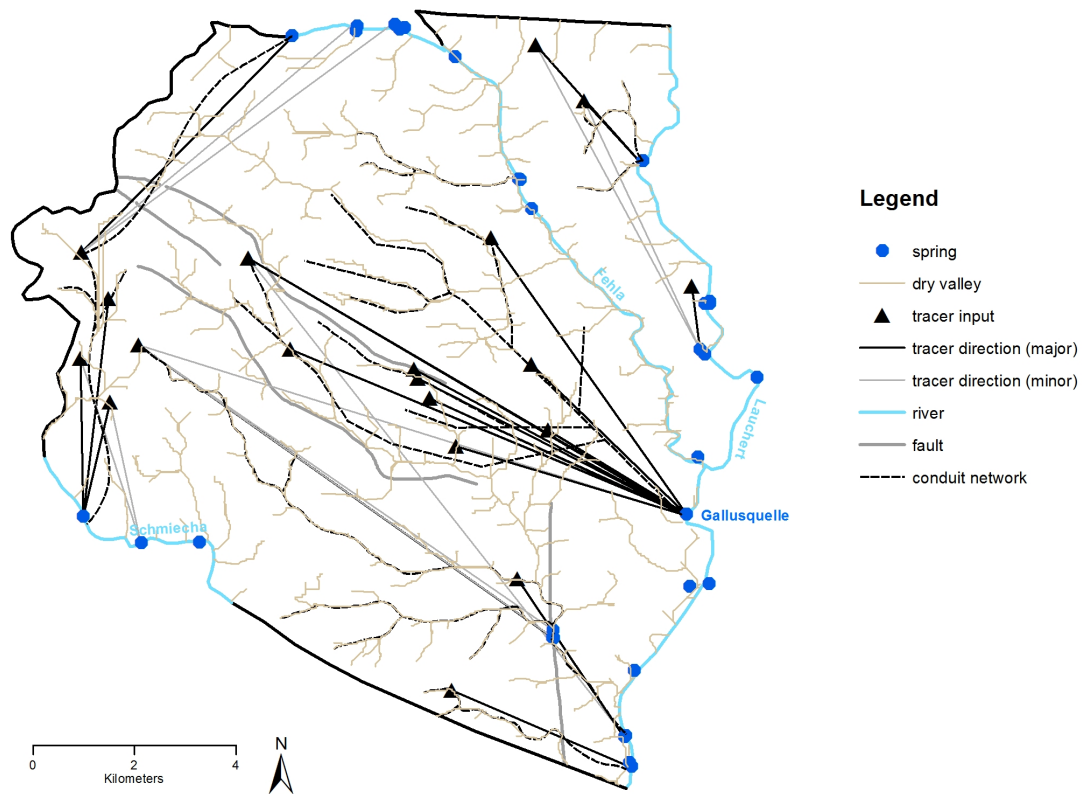 Fehla
Lauchert
Gallusquelle
Schmiecha
N
0 2 4
Kilometers
Legend
spring
dry valley
tracer input
tracer direction (major)
tracer direction (minor)
river
fault
conduit network